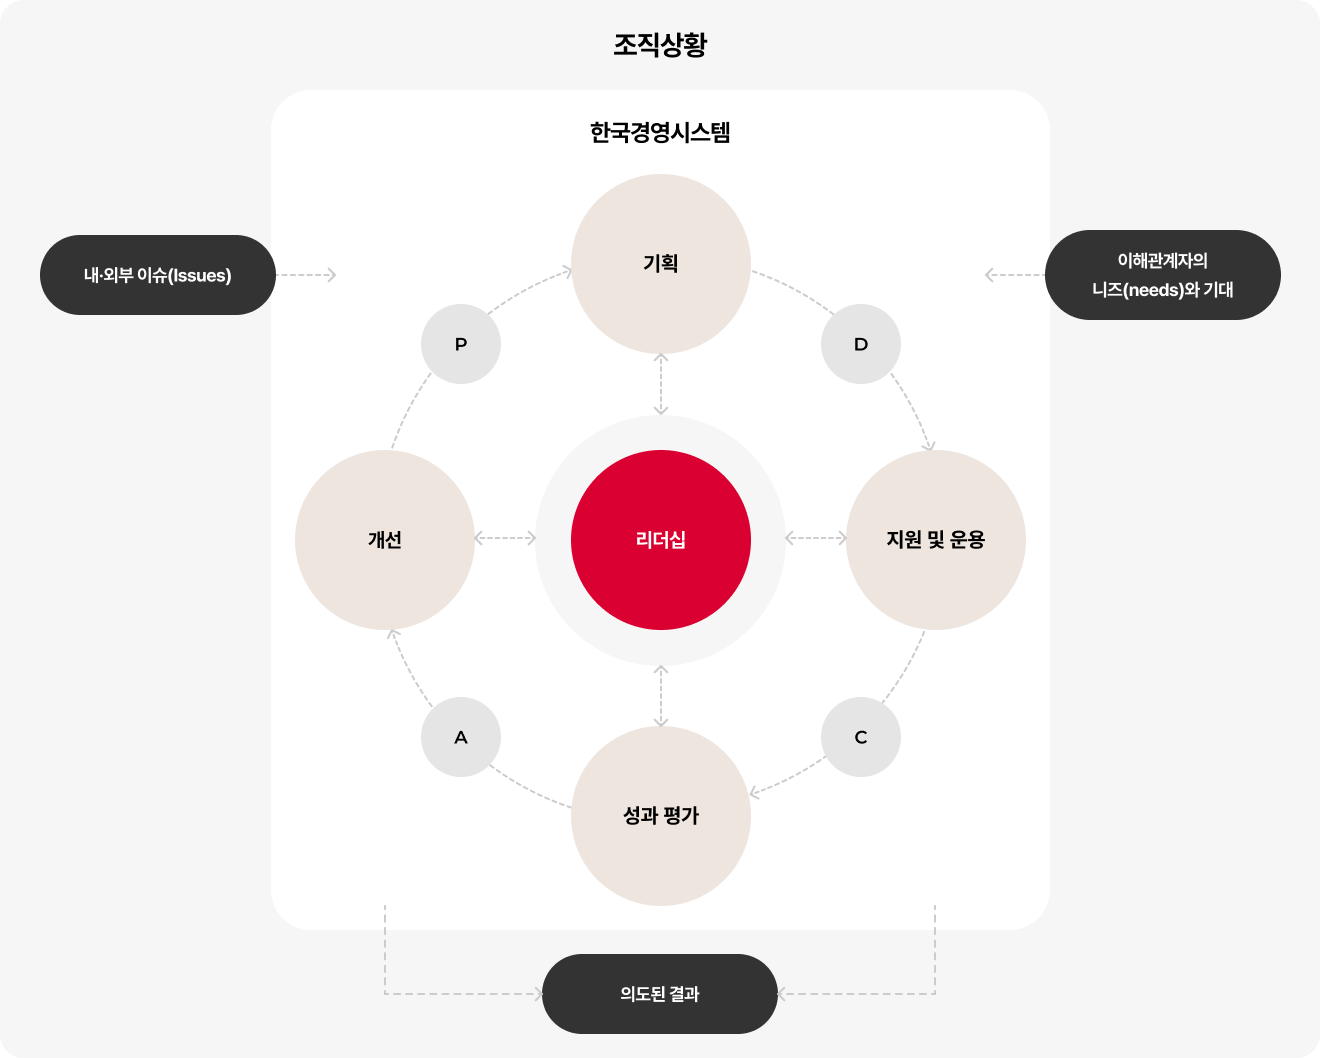 조직상황
한국경영시스템
내·외부 이슈(Issues)
이해관계자의
니즈(needs)와 기대
기획
P
D
개선
리더십
지원 및 운용
A
C
성과 평가
의도된 결과